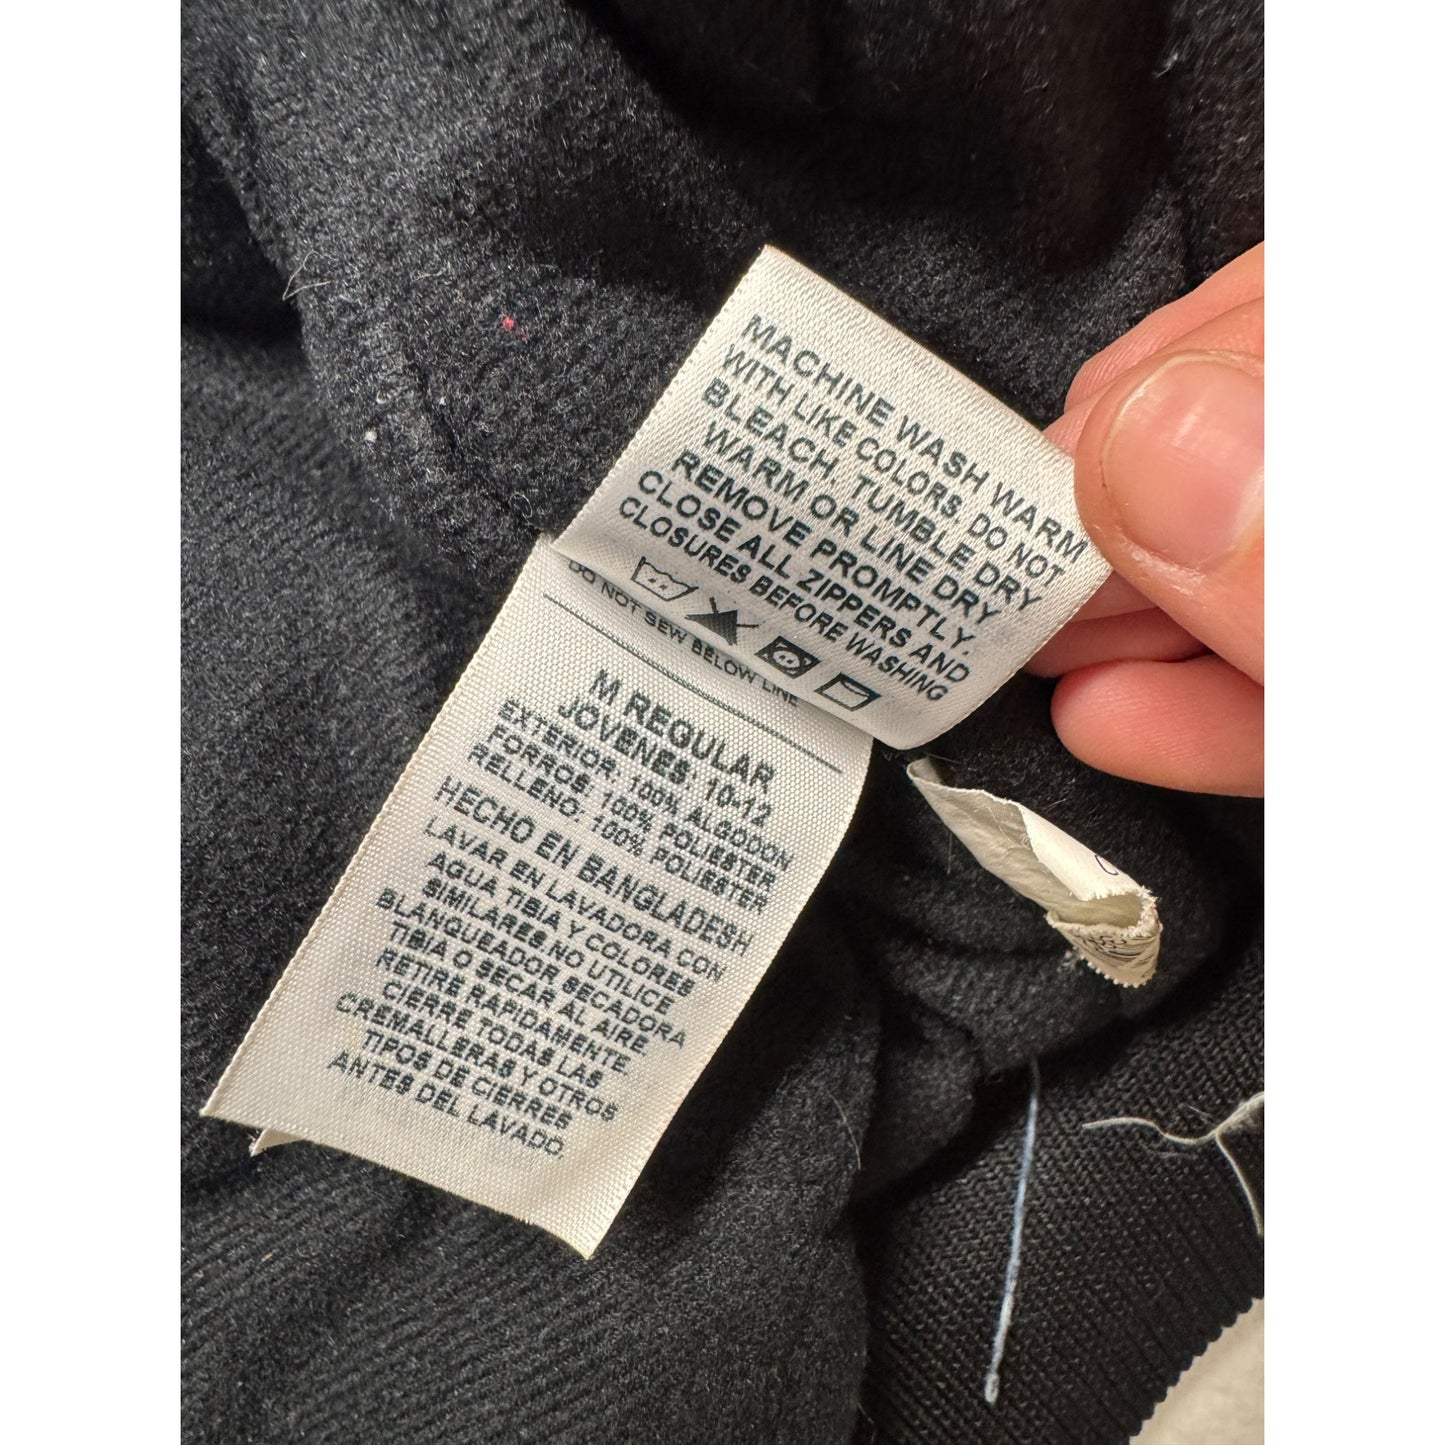 MACHINE WASH WARM
WITH LIKE COLORS. DO NOT
BLEACH. TUMBLE DRY
WARM OR LINE DRY
REMOVE PROMPTLY.
CLOSE ALL ZIPPERS AND
CLOSURES BEFORE WASHING
DO NOT SEW BELOW LINE
M REGULAR
JOVENES: 10-12
EXTERIOR: 100% ALGODON
FORROS: 100% POLIESTER
RELLENO: 100% POLIESTER
HECHO EN BANGLADESH
LAVAR EN LAVADORA CON
AGUA TIBIA Y COLORES
SIMILARES NO UTILICE
BLANQUEADOR SECADORA
TIBIA O SECAR AL AIRE
RETIRE RAPIDAMENTE.
CIERRE TODAS LAS
CREMALLERAS Y OTROS
TIPOS DE CIERRES
ANTES DEL LAVADO.